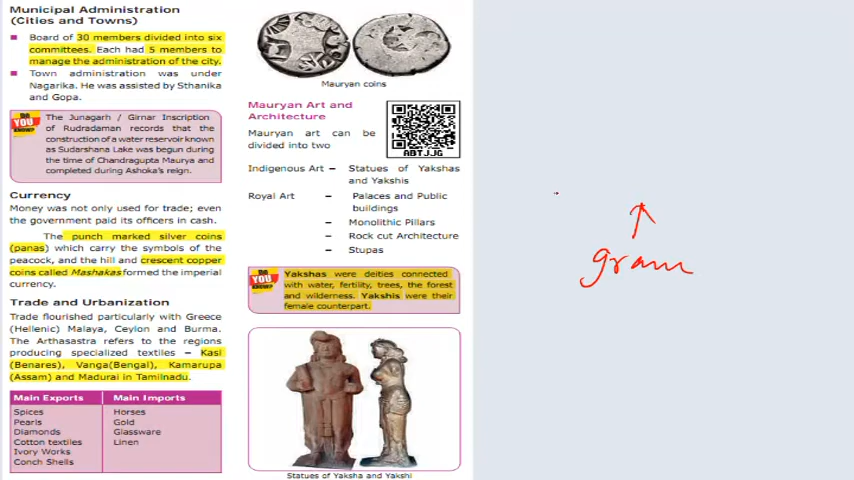 Municipal Administration
(Cities and Towns)
Board of 30 members divided into six
committees. Each had 5 members to
manage the administration of the city.
Town administration was under
Nagarika. He was assisted by Sthanika
and Gopa.
DO
YOU
KNOW?
The Junagarh / Girnar Inscription
of Rudradaman records that the
construction of a water reservoir known
as Sudarshana Lake was begun during
the time of Chandragupta Maurya and
completed during Ashoka's reign.
Currency
Money was not only used for trade; even
the government paid its officers in cash.
The punch marked silver coins
(panas) which carry the symbols of the
peacock, and the hill and crescent copper
coins called Mashakas formed the imperial
currency.
Trade and Urbanization
Trade flourished particularly with Greece
(Hellenic) Malaya, Ceylon and Burma.
The Arthasastra refers to the regions
producing specialized textiles – Kasi
(Benares), Vanga(Bengal), Kamarupa
(Assam) and Madurai in Tamilnadu.
Main Exports Main Imports
Spices Horses
Pearls Gold
Diamonds Glassware
Cotton textiles Linen
Ivory Works
Conch Shells
Mauryan coins
Mauryan Art and
Architecture
Mauryan art can be
divided into two
ABTJJG
Indigenous Art – Statues of Yakshas
and Yakshis
Royal Art – Palaces and Public
buildings
– Monolithic Pillars
– Rock cut Architecture
– Stupas
DO
YOU
KNOW?
Yakshas were deities connected
with water, fertility, trees, the forest
and wilderness. Yakshis were their
female counterpart.
Statues of Yaksha and Yakshi
gram